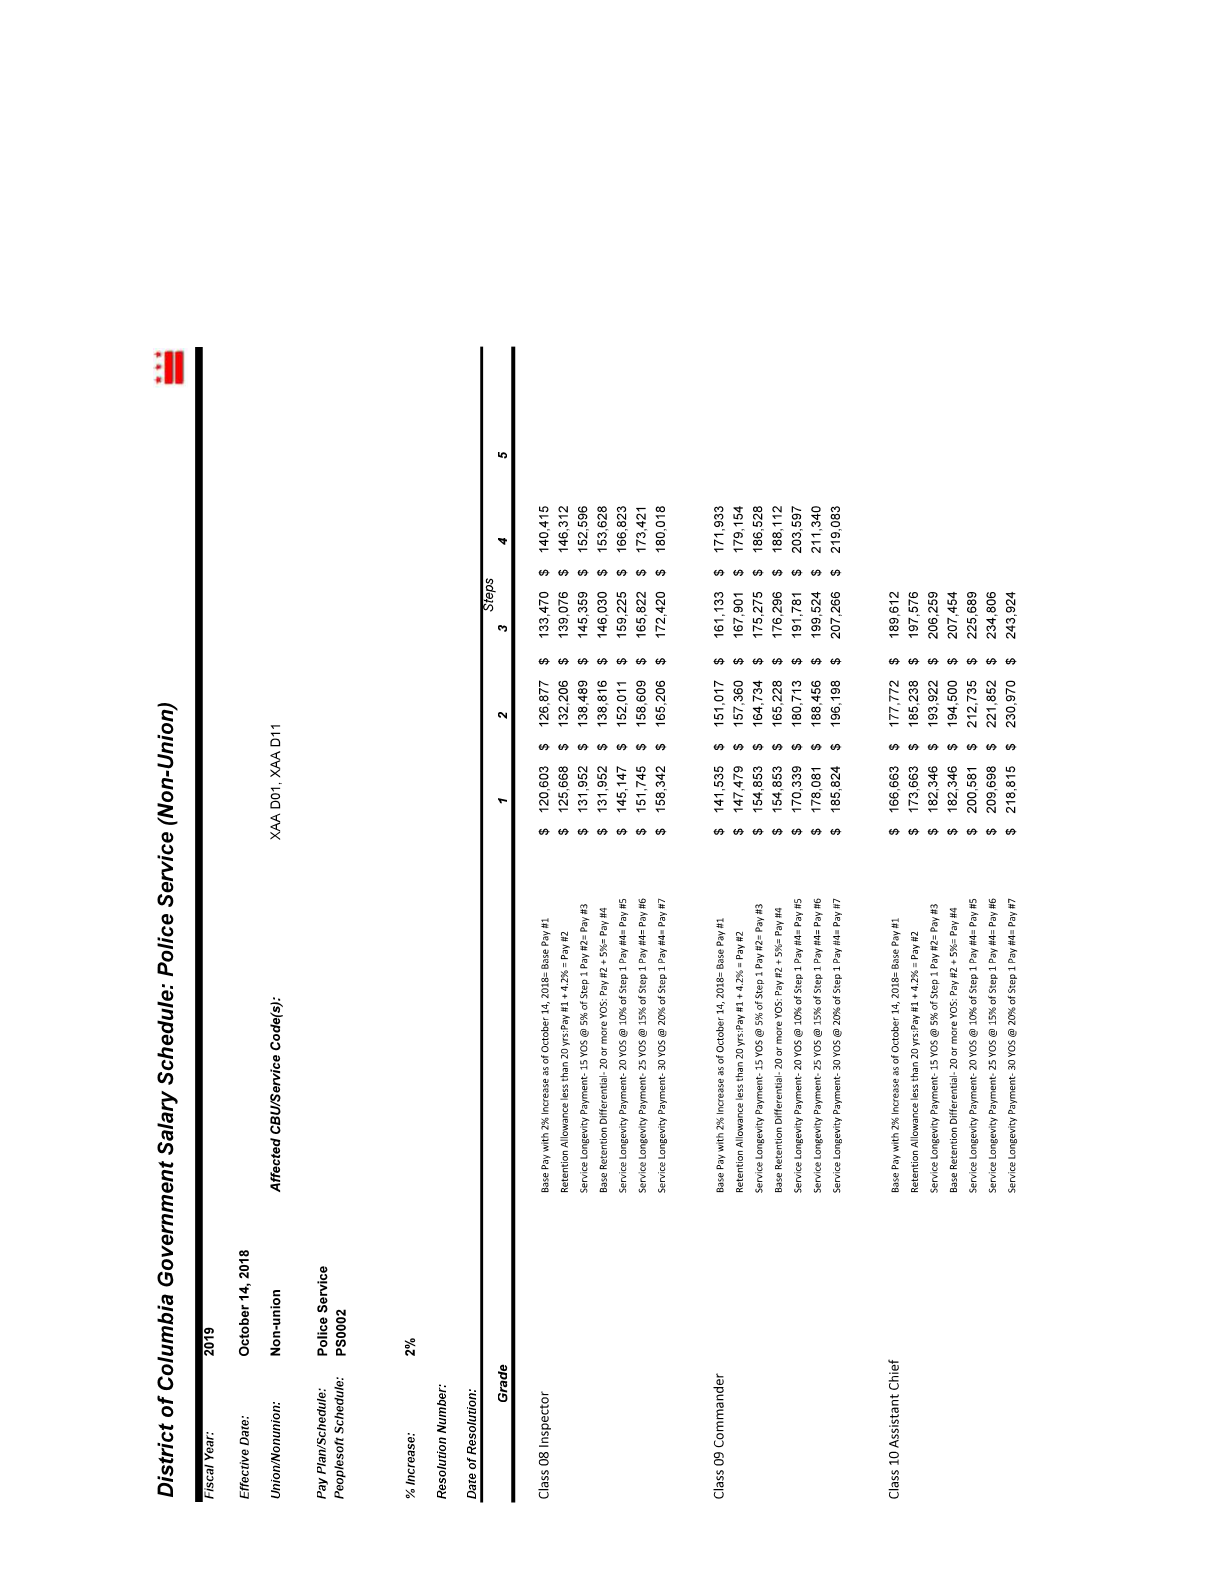 District of Columbia Government Salary Schedule: Police Service (Non-Union)
Fiscal Year: 2019
Effective Date: October 14, 2018
Union/Nonunion: Non-union Affected CBU/Service Code(s): XAA D01, XAA D11
Pay Plan/Schedule: Police Service
Peoplesoft Schedule: PS0002
% Increase: 2%
Resolution Number:
Date of Resolution:
Steps
Grade 1 2 3 4 5
Class 08 Inspector Base Pay with 2% Increase as of October 14, 2018= Base Pay #1 $ 120,603 $ 126,877 $ 133,470 $ 140,415
Retention Allowance less than 20 yrs:Pay #1 + 4.2% = Pay #2 $ 125,668 $ 132,206 $ 139,076 $ 146,312
Service Longevity Payment- 15 YOS @ 5% of Step 1 Pay #2= Pay #3 $ 131,952 $ 138,489 $ 145,359 $ 152,596
Base Retention Differential- 20 or more YOS: Pay #2 + 5%= Pay #4 $ 131,952 $ 138,816 $ 146,030 $ 153,628
Service Longevity Payment- 20 YOS @ 10% of Step 1 Pay #4= Pay #5 $ 145,147 $ 152,011 $ 159,225 $ 166,823
Service Longevity Payment- 25 YOS @ 15% of Step 1 Pay #4= Pay #6 $ 151,745 $ 158,609 $ 165,822 $ 173,421
Service Longevity Payment- 30 YOS @ 20% of Step 1 Pay #4= Pay #7 $ 158,342 $ 165,206 $ 172,420 $ 180,018
Class 09 Commander Base Pay with 2% Increase as of October 14, 2018= Base Pay #1 $ 141,535 $ 151,017 $ 161,133 $ 171,933
Retention Allowance less than 20 yrs:Pay #1 + 4.2% = Pay #2 $ 147,479 $ 157,360 $ 167,901 $ 179,154
Service Longevity Payment- 15 YOS @ 5% of Step 1 Pay #2= Pay #3 $ 154,853 $ 164,734 $ 175,275 $ 186,528
Base Retention Differential- 20 or more YOS: Pay #2 + 5%= Pay #4 $ 154,853 $ 165,228 $ 176,296 $ 188,112
Service Longevity Payment- 20 YOS @ 10% of Step 1 Pay #4= Pay #5 $ 170,339 $ 180,713 $ 191,781 $ 203,597
Service Longevity Payment- 25 YOS @ 15% of Step 1 Pay #4= Pay #6 $ 178,081 $ 188,456 $ 199,524 $ 211,340
Service Longevity Payment- 30 YOS @ 20% of Step 1 Pay #4= Pay #7 $ 185,824 $ 196,198 $ 207,266 $ 219,083
Class 10 Assistant Chief Base Pay with 2% Increase as of October 14, 2018= Base Pay #1 $ 166,663 $ 177,772 $ 189,612
Retention Allowance less than 20 yrs:Pay #1 + 4.2% = Pay #2 $ 173,663 $ 185,238 $ 197,576
Service Longevity Payment- 15 YOS @ 5% of Step 1 Pay #2= Pay #3 $ 182,346 $ 193,922 $ 206,259
Base Retention Differential- 20 or more YOS: Pay #2 + 5%= Pay #4 $ 182,346 $ 194,500 $ 207,454
Service Longevity Payment- 20 YOS @ 10% of Step 1 Pay #4= Pay #5 $ 200,581 $ 212,735 $ 225,689
Service Longevity Payment- 25 YOS @ 15% of Step 1 Pay #4= Pay #6 $ 209,698 $ 221,852 $ 234,806
Service Longevity Payment- 30 YOS @ 20% of Step 1 Pay #4= Pay #7 $ 218,815 $ 230,970 $ 243,924